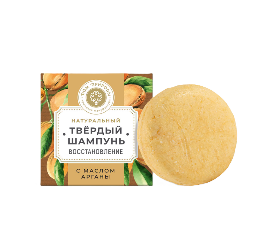 НАТУРАЛЬНЫЙ
ТВЁРДЫЙ
ШАМПУНЬ
ВОССТАНОВЛЕНИЕ
С МАСЛОМ
АРГАНЫ